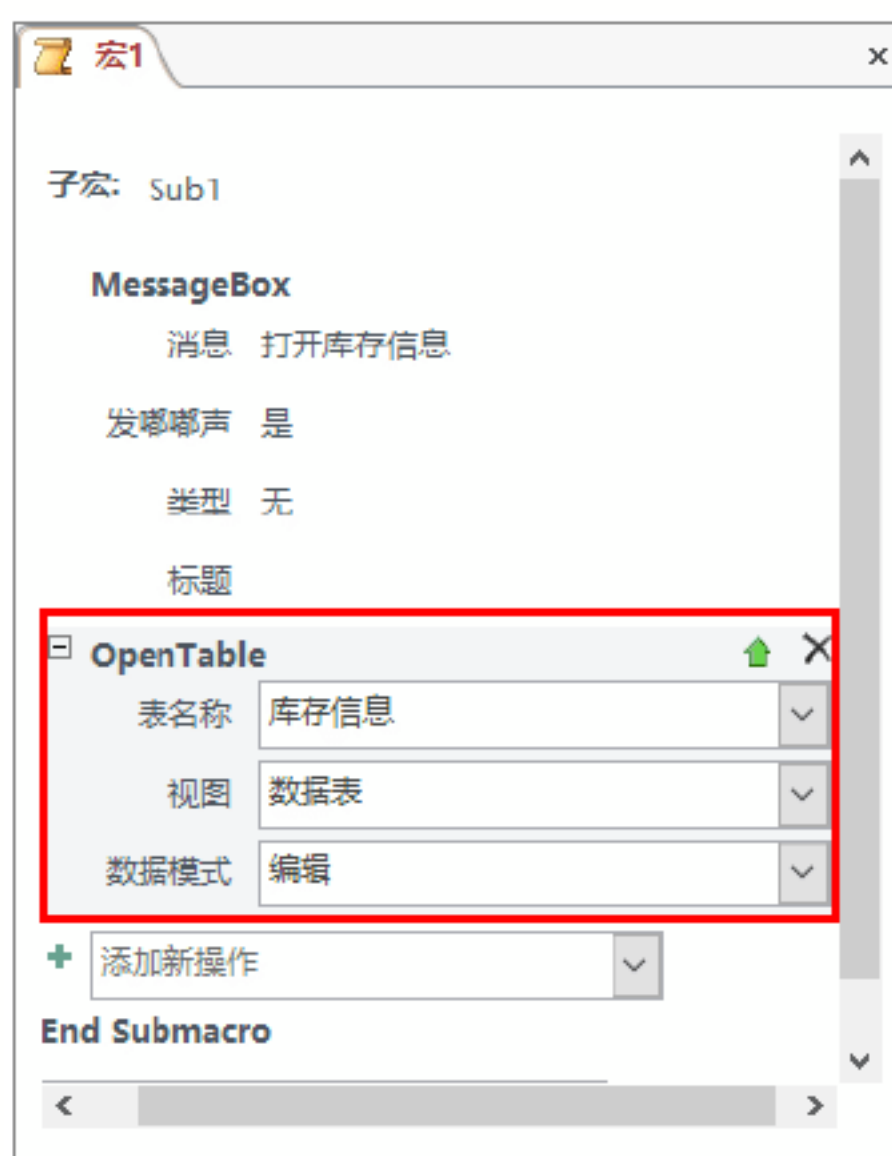 宏1
子宏: Sub1
MessageBox
消息 打开库存信息
发嘟嘟声 是
类型 无
标题
OpenTable
表名称 库存信息
视图 数据表
数据模式 编辑
添加新操作
End Submacro